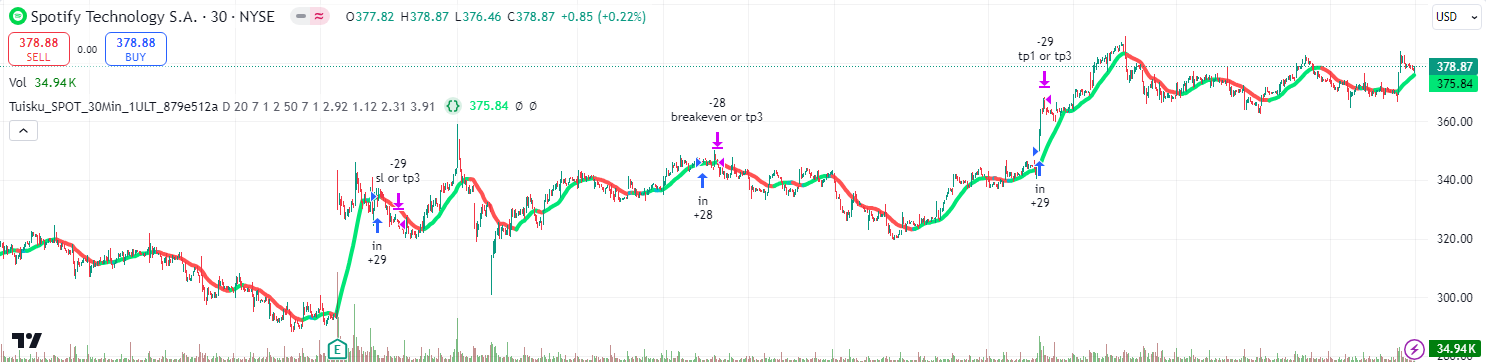 Spotify Technology S.A. · 30 · NYSE
O377.82 H378.87 L376.46 C378.87 +0.85 (+0.22%)
USD
378.88
SELL
0.00
378.88
BUY
Vol 34.94K
Tuisku_SPOT_30Min_1ULT_879e512a D 20 7 1 2 50 7 1 2.92 1.12 2.31 3.91 {} 375.84 Ø Ø
-29
sl or tp3
in
+29
-28
breakeven or tp3
in
+28
-29
tp1 or tp3
in
+29
378.87
375.84
360.00
340.00
320.00
300.00
34.94K
E